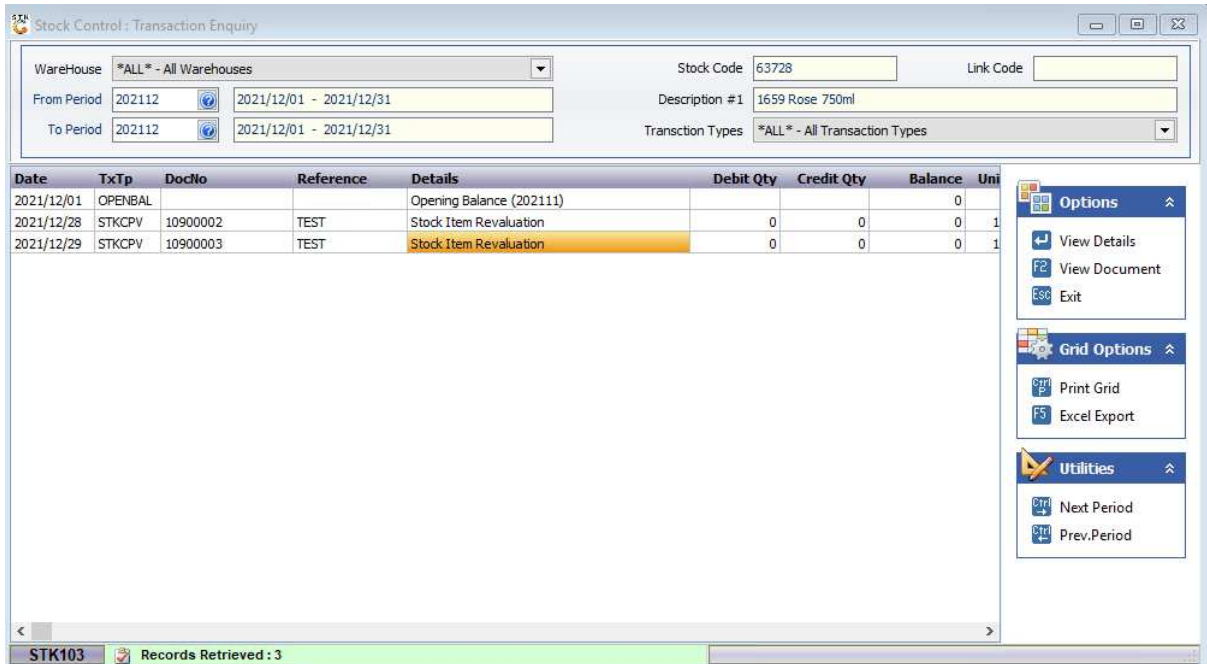 Stock Control : Transaction Enquiry
WareHouse *ALL* - All Warehouses Stock Code 63728 Link Code
From Period 202112 2021/12/01 - 2021/12/31 Description #1 1659 Rose 750ml
To Period 202112 2021/12/01 - 2021/12/31 Transction Types *ALL* - All Transaction Types
Date TxTp DocNo Reference Details Debit Qty Credit Qty Balance Uni
2021/12/01 OPENBAL Opening Balance (202111) 0
2021/12/28 STKCPV 10900002 TEST Stock Item Revaluation 0 0 0 1
2021/12/29 STKCPV 10900003 TEST Stock Item Revaluation 0 0 0 1
Options
View Details
F2 View Document
Esc Exit
Grid Options
Ctrl P Print Grid
F5 Excel Export
Utilities
Ctrl Next Period
Ctrl Prev.Period
STK103 Records Retrieved : 3